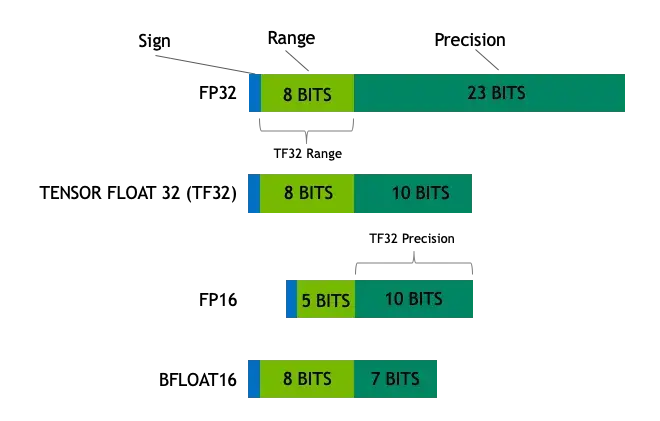 Sign
Range
Precision
FP32
8 BITS
23 BITS
TF32 Range
TENSOR FLOAT 32 (TF32)
8 BITS
10 BITS
TF32 Precision
FP16
5 BITS
10 BITS
BFLOAT16
8 BITS
7 BITS